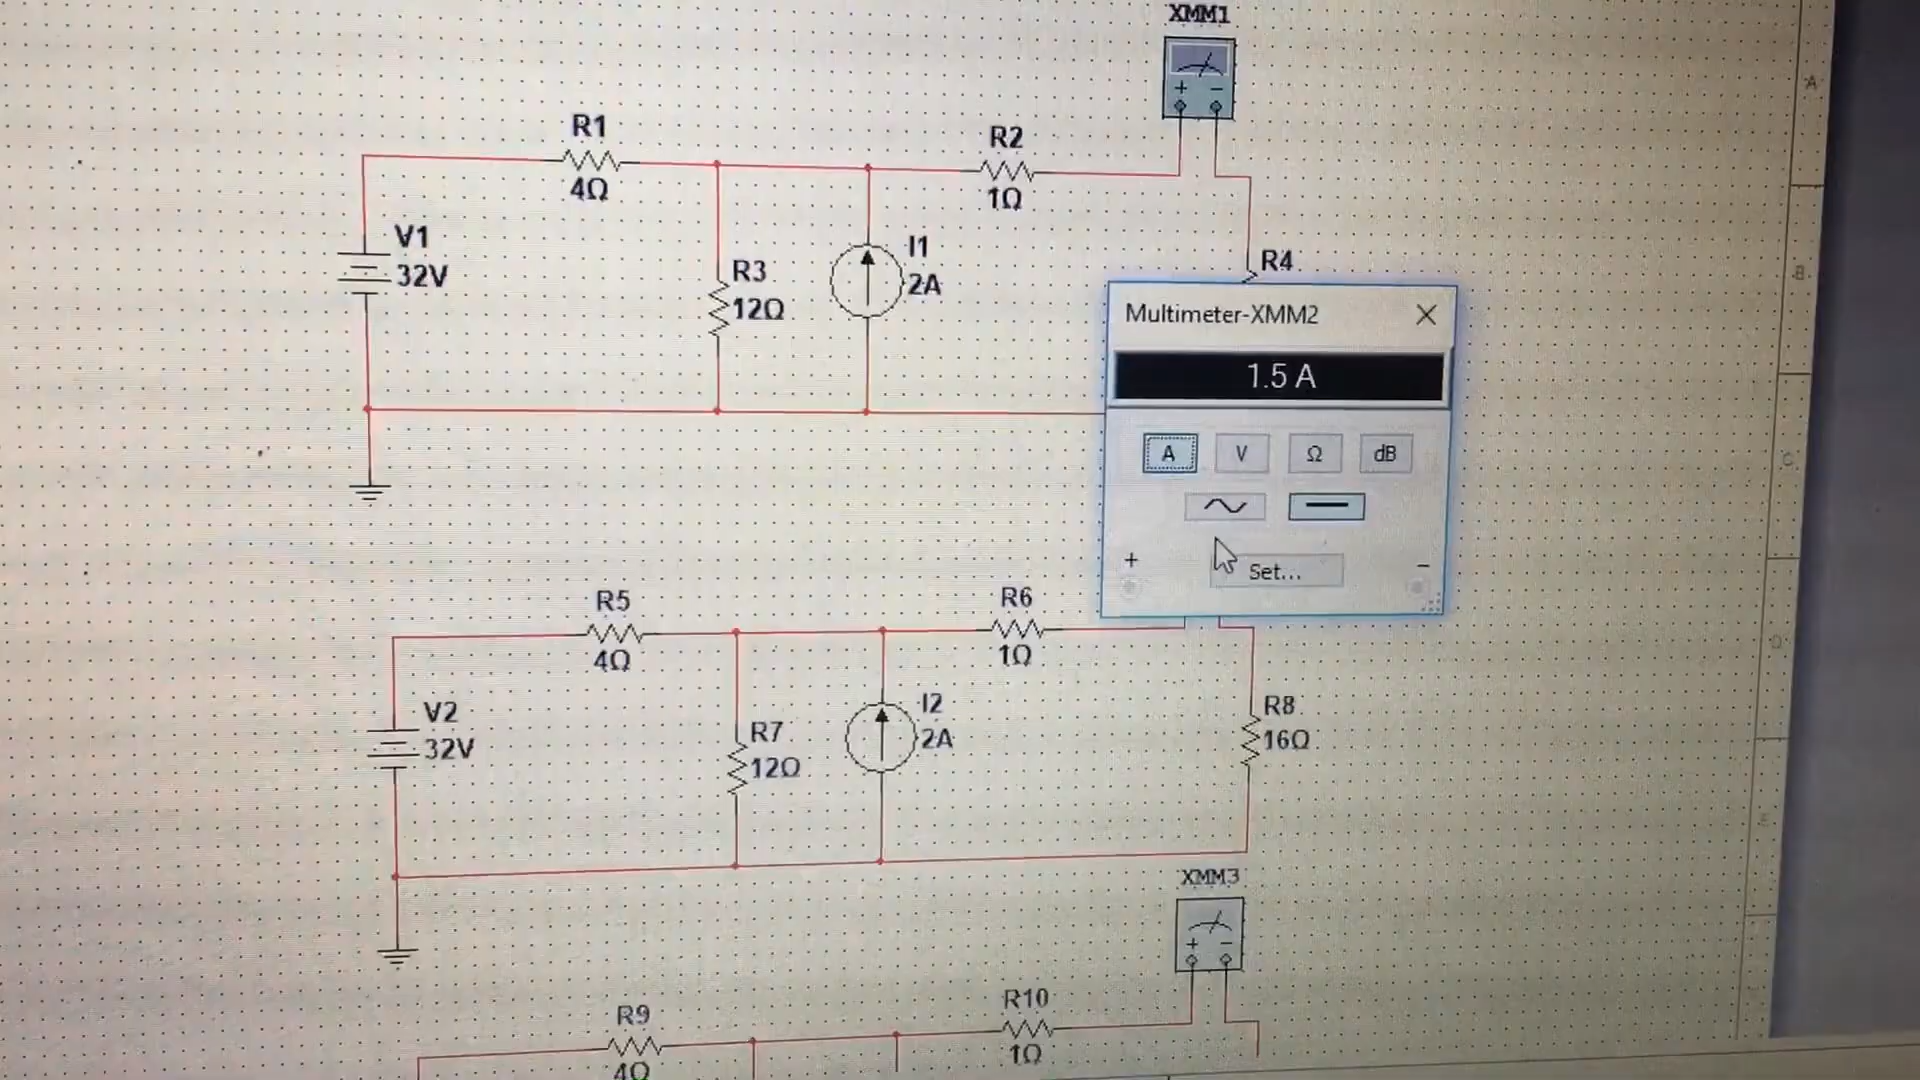 XMM1
R1
4Ω
R2
1Ω
V1
32V
R3
12Ω
I1
2A
R4
A
B
Multimeter-XMM2
1.5 A
A V Ω dB
+ Set... −
R5
4Ω
R6
1Ω
V2
32V
R7
12Ω
I2
2A
R8
16Ω
XMM3
R9
4Ω
R10
1Ω
C
D